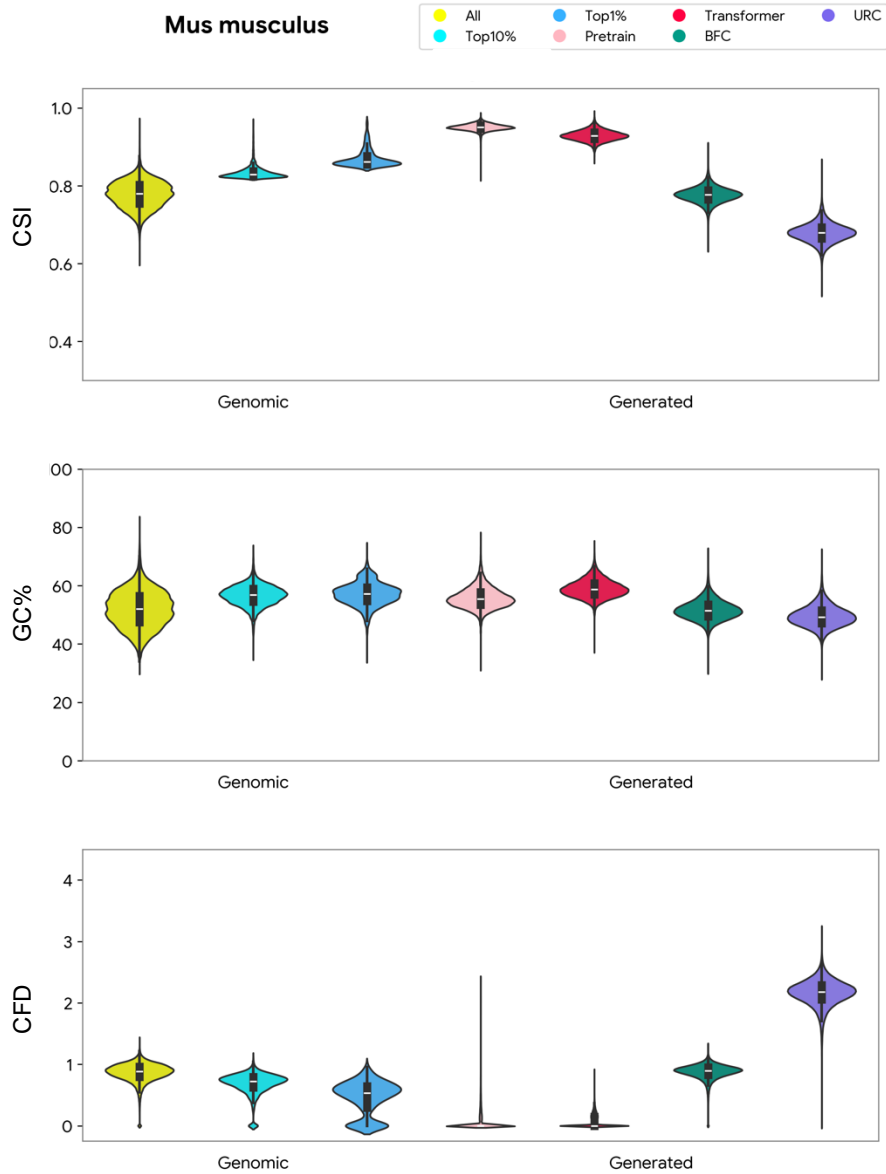 Mus musculus
All Top1% Transformer URC
Top10% Pretrain BFC
CSI
1.0
0.8
0.6
0.4
Genomic Generated
GC%
00
80
60
40
20
0
Genomic Generated
CFD
4
3
2
1
0
Genomic Generated